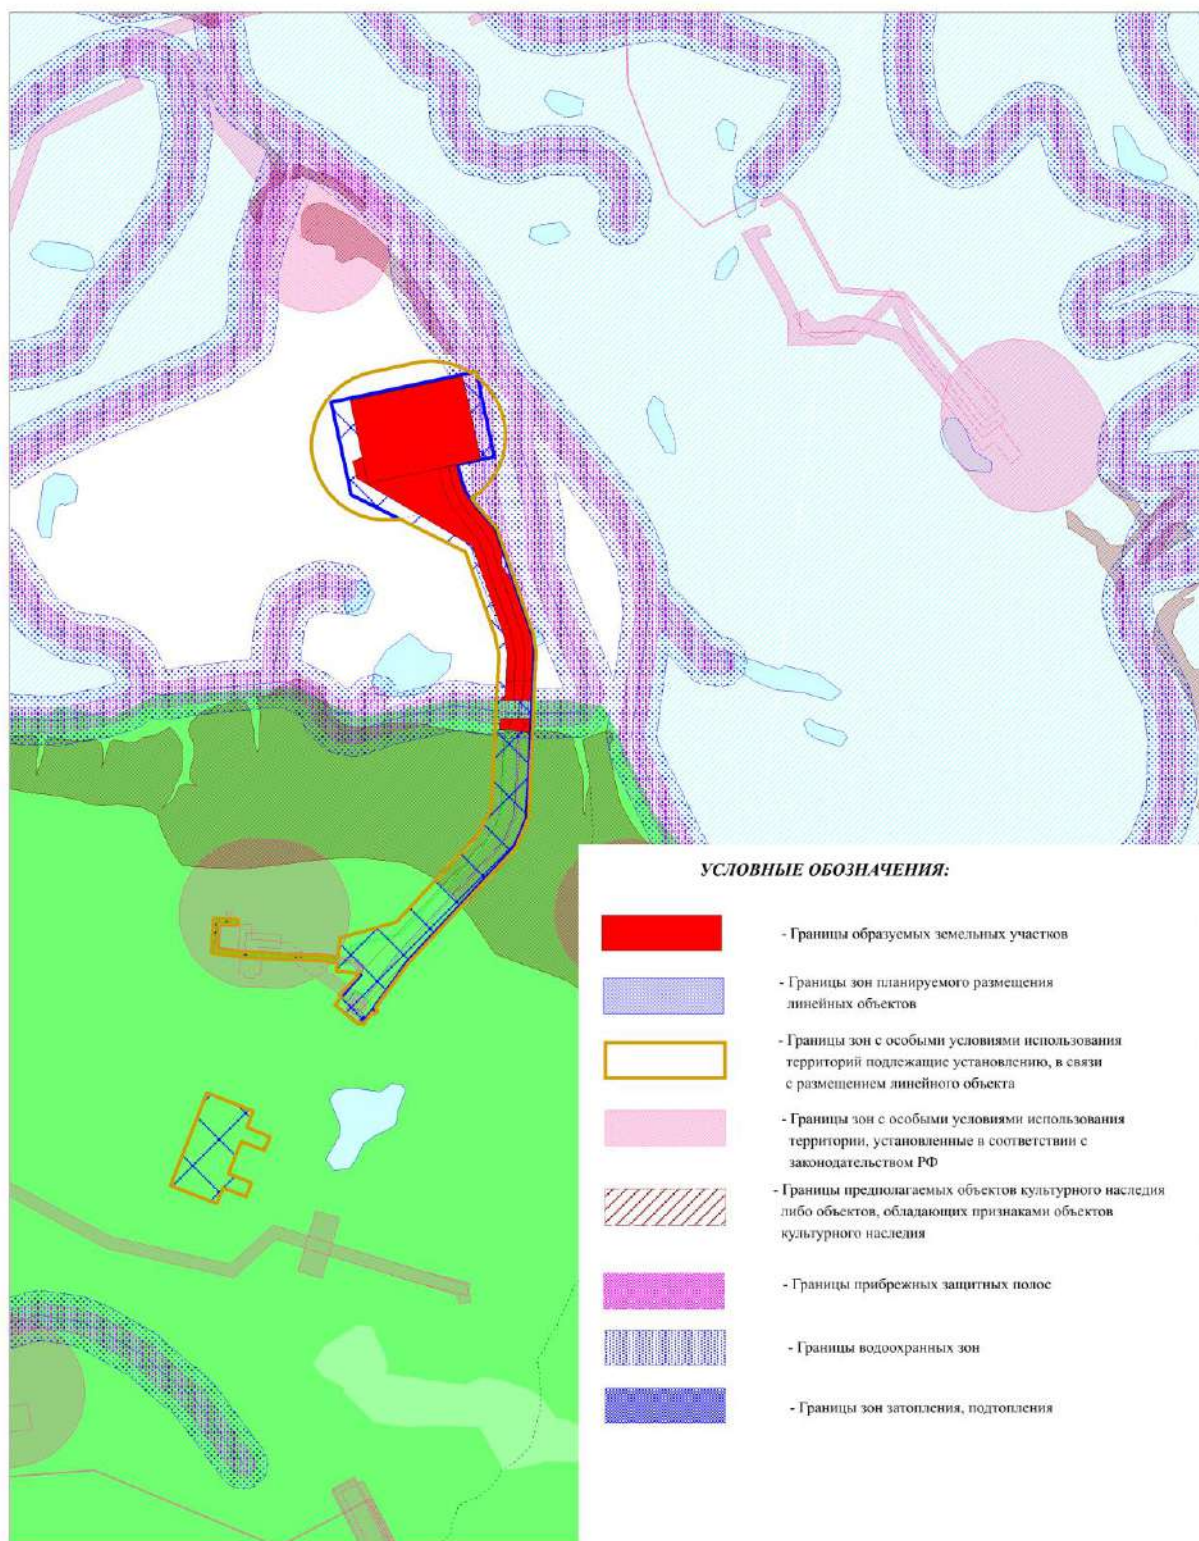 УСЛОВНЫЕ ОБОЗНАЧЕНИЯ:
- Границы образуемых земельных участков
- Границы зон планируемого размещения
линейных объектов
- Границы зон с особыми условиями использования
территорий подлежащие установлению, в связи
с размещением линейного объекта
- Границы зон с особыми условиями использования
территории, установленные в соответствии с
законодательством РФ
- Границы предполагаемых объектов культурного наследия
либо объектов, обладающих признаками объектов
культурного наследия
- Границы прибрежных защитных полос
- Границы водоохранных зон
- Границы зон затопления, подтопления